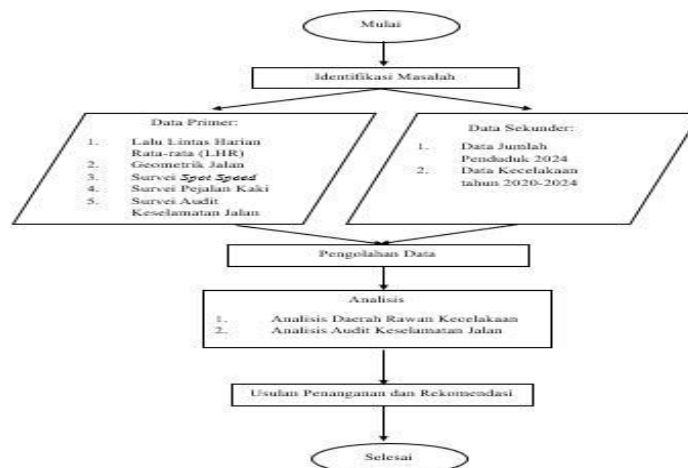 Mulai
Identifikasi Masalah
Data Primer:
1. Lalu Lintas Harian
Rata-rata (LHR)
2. Geometrik Jalan
3. Survei Spot Speed
4. Survei Pejalan Kaki
5. Survei Audit
Keselamatan Jalan
Data Sekunder:
1. Data Jumlah
Penduduk 2024
2. Data Kecelakaan
tahun 2020-2024
Pengolahan Data
Analisis
1. Analisis Daerah Rawan Kecelakaan
2. Analisis Audit Keselamatan Jalan
Usulan Penanganan dan Rekomendasi
Selesai